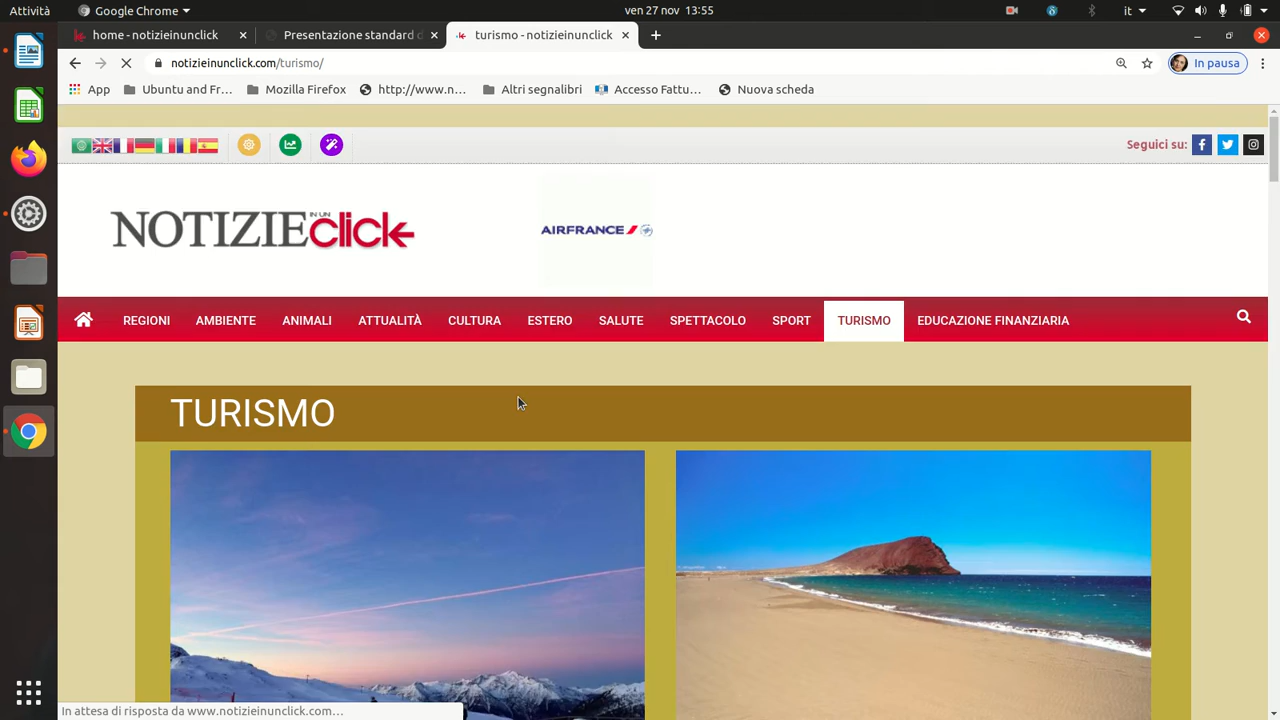 Attività
Google Chrome
ven 27 nov 13:55
it
home - notizieinunclick
Presentazione standard d
turismo - notizieinunclick
notizieinunclick.com/turismo/
In pausa
App
Ubuntu and Fr...
Mozilla Firefox
http://www.n...
Altri segnalibri
Accesso Fattu...
Nuova scheda
Seguici su:
NOTIZIE IN UN click
AIRFRANCE
REGIONI
AMBIENTE
ANIMALI
ATTUALITÀ
CULTURA
ESTERO
SALUTE
SPETTACOLO
SPORT
TURISMO
EDUCAZIONE FINANZIARIA
TURISMO
In attesa di risposta da www.notizieinunclick.com...